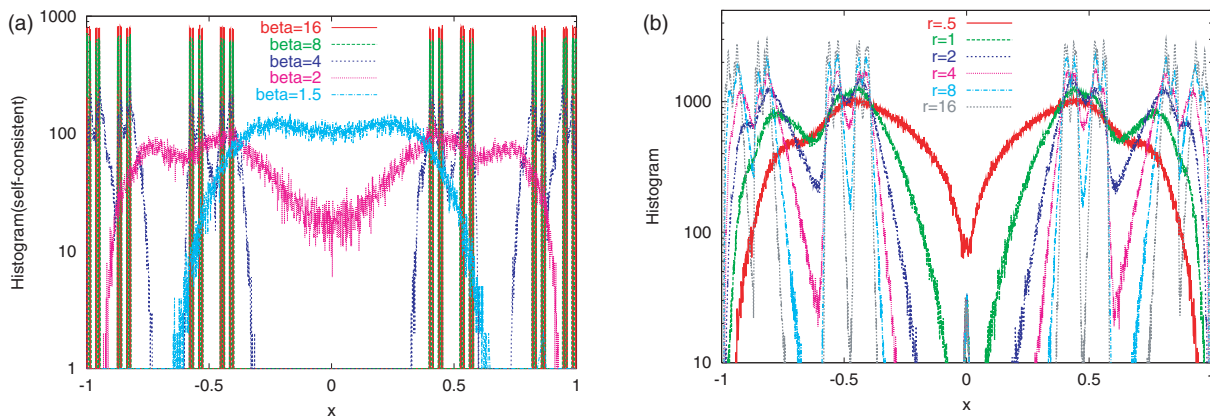 (a)
1000
100
10
1
Histogram(self-consistent)
beta=16
beta=8
beta=4
beta=2
beta=1.5
-1 -0.5 0 0.5 1
x
(b)
1000
100
10
Histogram
r=.5
r=1
r=2
r=4
r=8
r=16
-1 -0.5 0 0.5 1
x